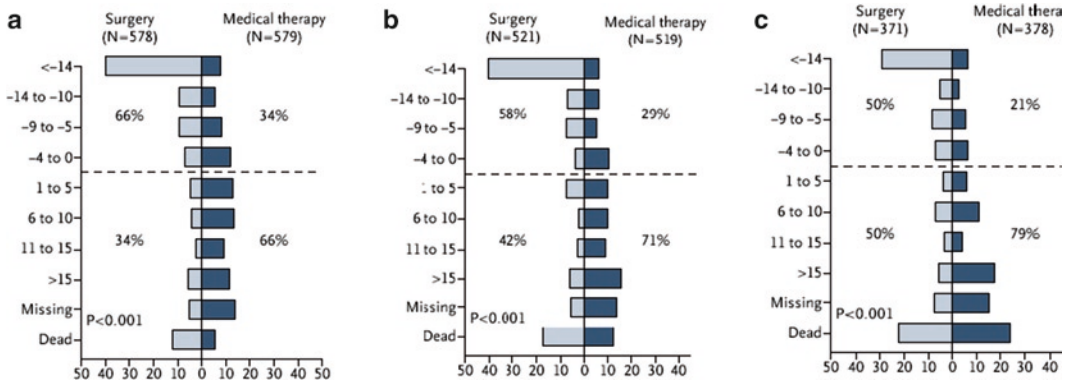 a
Surgery
(N=578)
Medical therapy
(N=579)
<-14
-14 to -10
-9 to -5
-4 to 0
1 to 5
6 to 10
11 to 15
>15
Missing
Dead
66%
34%
34%
66%
P<0.001
50 40 30 20 10 0 10 20 30 40 50
b
Surgery
(N=521)
Medical therapy
(N=519)
<-14
-14 to -10
-9 to -5
-4 to 0
to 5
6 to 10
11 to 15
>15
Missing
Dead
58%
29%
42%
71%
P<0.001
50 40 30 20 10 0 10 20 30 40
c
Surgery
(N=371)
Medical thera
(N=378)
<-14
-14 to -10
-9 to -5
-4 to 0
1 to 5
6 to 10
11 to 15
>15
Missing
Dead
50%
21%
50%
79%
P<0.001
50 40 30 20 10 0 10 20 30 40